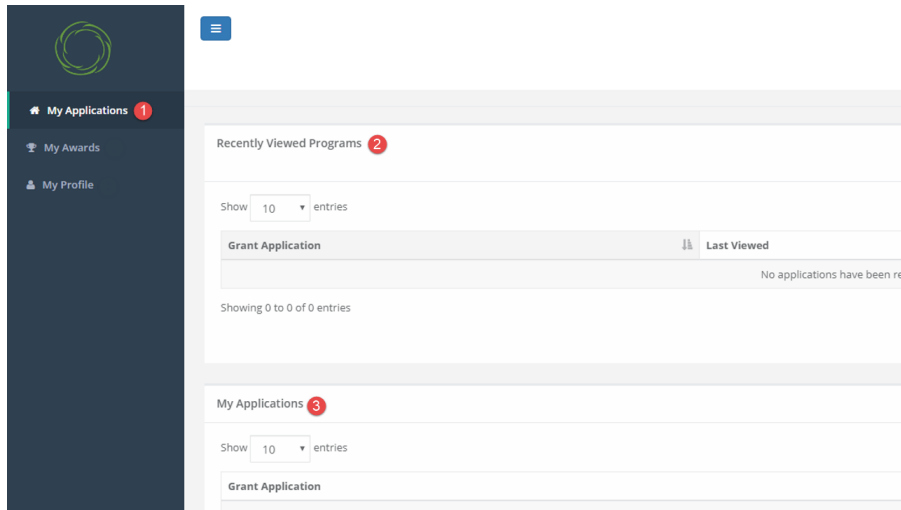 My Applications 1
My Awards
My Profile
Recently Viewed Programs 2
Show 10 entries
Grant Application Last Viewed
No applications have been re
Showing 0 to 0 of 0 entries
My Applications 3
Show 10 entries
Grant Application